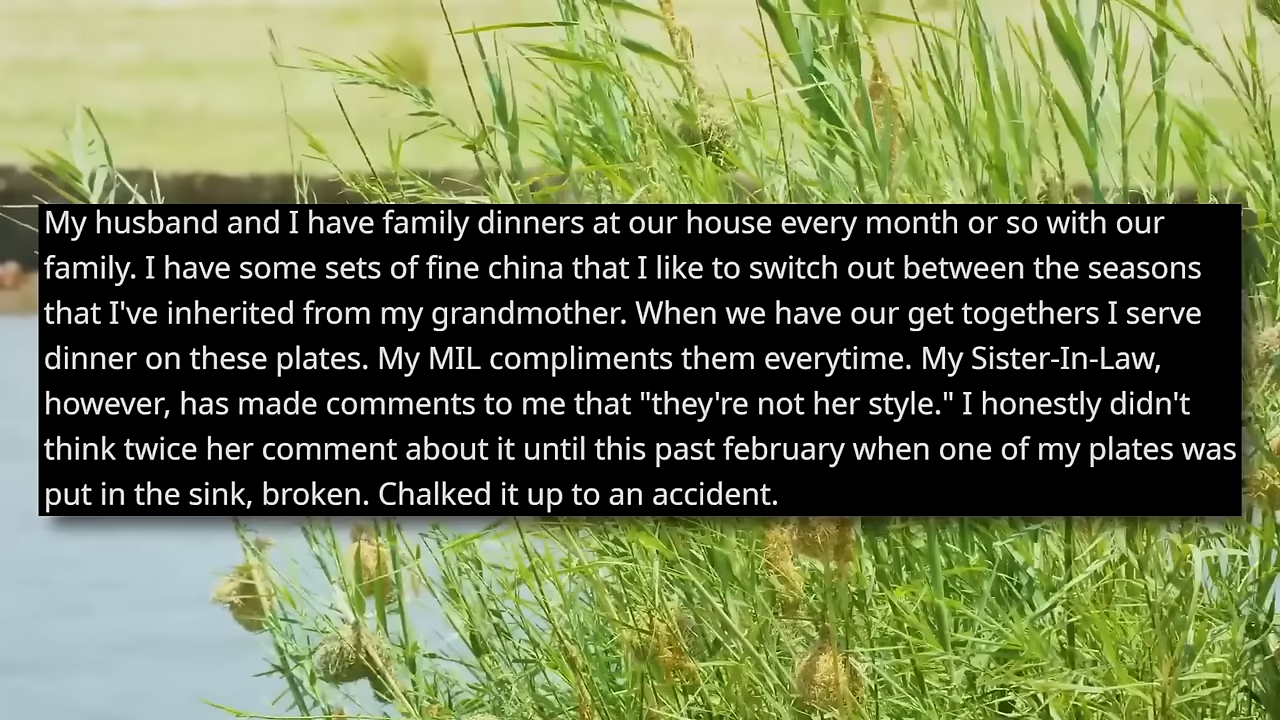 My husband and I have family dinners at our house every month or so with our
family. I have some sets of fine china that I like to switch out between the seasons
that I've inherited from my grandmother. When we have our get togethers I serve
dinner on these plates. My MIL compliments them everytime. My Sister-In-Law,
however, has made comments to me that "they're not her style." I honestly didn't
think twice her comment about it until this past february when one of my plates was
put in the sink, broken. Chalked it up to an accident.